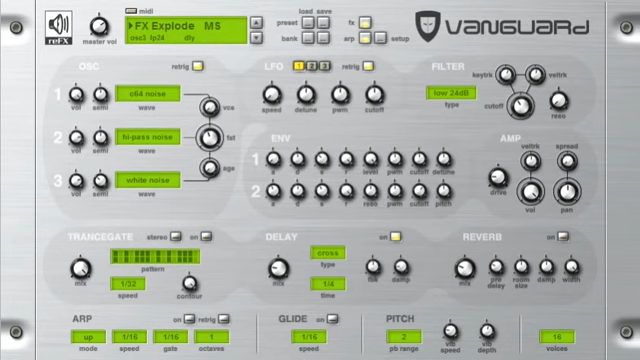 midi
load save
FX Explode MS
osc3 fp24 dly
reFX
master vol
preset
bank
fx
arp setup
VANGUARD
OSC
retrig
1 c64 noise
vol semi wave
2 hi-pass noise
vol semi wave
3 white noise
vol semi wave
vcs
fat
age
LFO 1 2 3 retrig
speed detune pwm cutoff
FILTER
keytrk veltrk
low 24dB
type cutoff reso
ENV
1 a d s r level pwm cutoff detune
2 a d s r reso pwm cutoff pitch
AMP
veltrk spread
drive vol pan
TRANCEGATE stereo on
mix pattern
1/32
speed contour
DELAY on
cross
mix type
1/4
time fbk damp
REVERB on
mix pre delay room size damp width
ARP on retrig
up 1/16 1/16 1
mode speed gate octaves
GLIDE on
1/16
speed
PITCH
2
pb range vib speed vib depth
16
voices